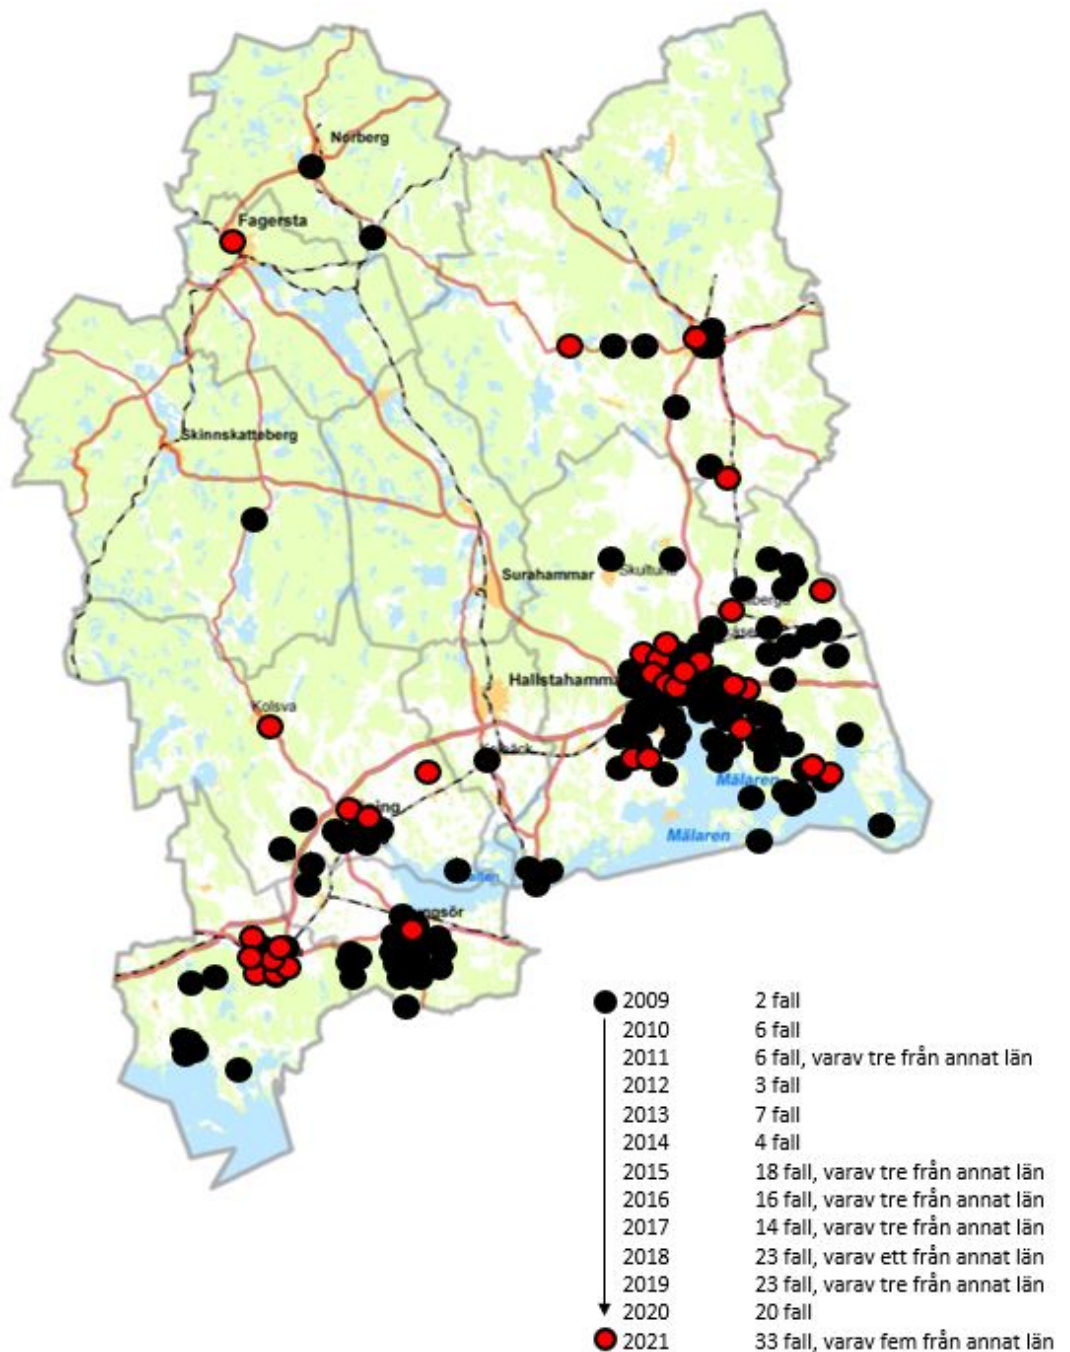 Norberg
Fagersta
Skinnskatteberg
Surahammar
Skultuna
Hallstahamma
Kolsva
Mälaren
Mälaren
2009 2 fall
2010 6 fall
2011 6 fall, varav tre från annat län
2012 3 fall
2013 7 fall
2014 4 fall
2015 18 fall, varav tre från annat län
2016 16 fall, varav tre från annat län
2017 14 fall, varav tre från annat län
2018 23 fall, varav ett från annat län
2019 23 fall, varav tre från annat län
2020 20 fall
2021 33 fall, varav fem från annat län